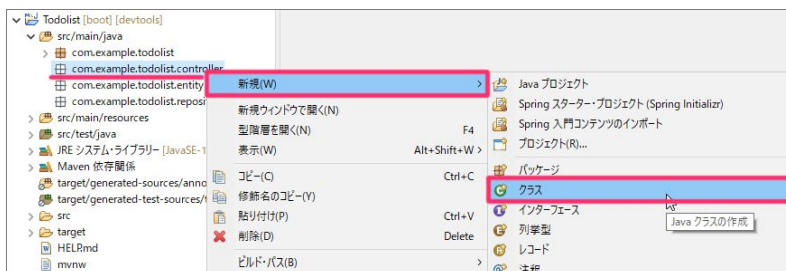 Todolist [boot] [devtools]
src/main/java
com.example.todolist
com.example.todolist.controller
com.example.todolist.entity
com.example.todolist.reposi
src/main/resources
src/test/java
JRE システム・ライブラリー [JavaSE-1
Maven 依存関係
target/generated-sources/anno
target/generated-test-sources/
src
target
HELP.md
mvnw
新規(W)
新規ウィンドウで開く(N)
型階層を開く(N) F4
表示(W) Alt+Shift+W >
コピー(C) Ctrl+C
修飾名のコピー(Y)
貼り付け(P) Ctrl+V
削除(D) Delete
ビルド・パス(B)
Java プロジェクト
Spring スターター・プロジェクト (Spring Initializr)
Spring 入門コンテンツのインポート
プロジェクト(R)...
パッケージ
クラス
インターフェース
Java クラスの作成
列挙型
レコード
注釈